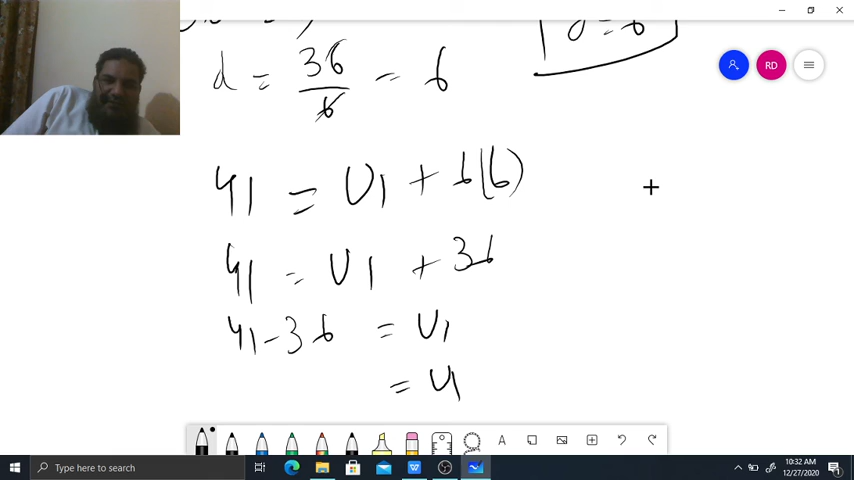 d = 36/6 = 6
41 = U1 + 6(6)
41 = U1 + 36
41 - 36 = U1
= U1
RD
A
Type here to search
10:32 AM
12/27/2020